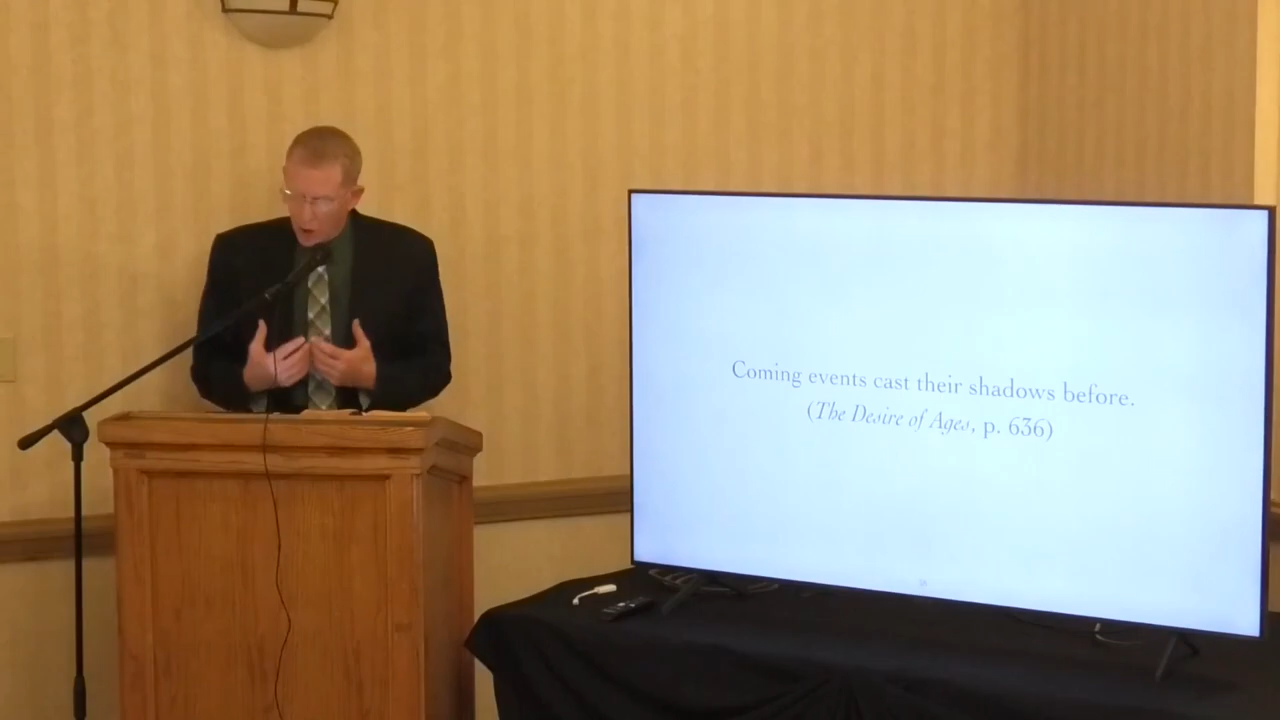 Coming events cast their shadows before.
(The Desire of Ages, p. 636)